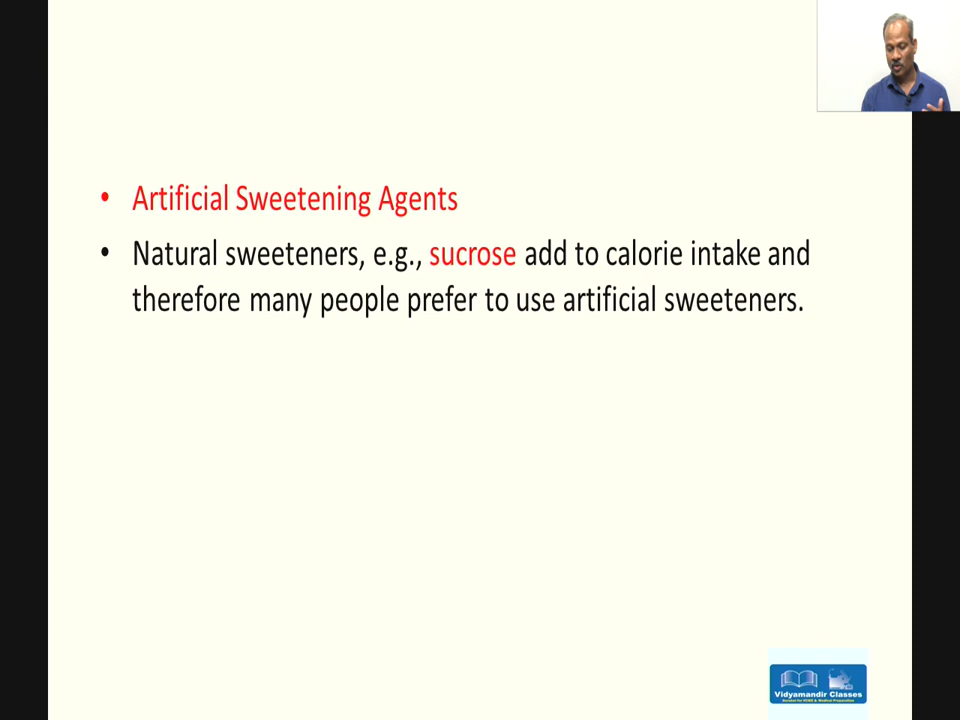 • Artificial Sweetening Agents
• Natural sweeteners, e.g., sucrose add to calorie intake and
therefore many people prefer to use artificial sweeteners.
Vidyamandir Classes